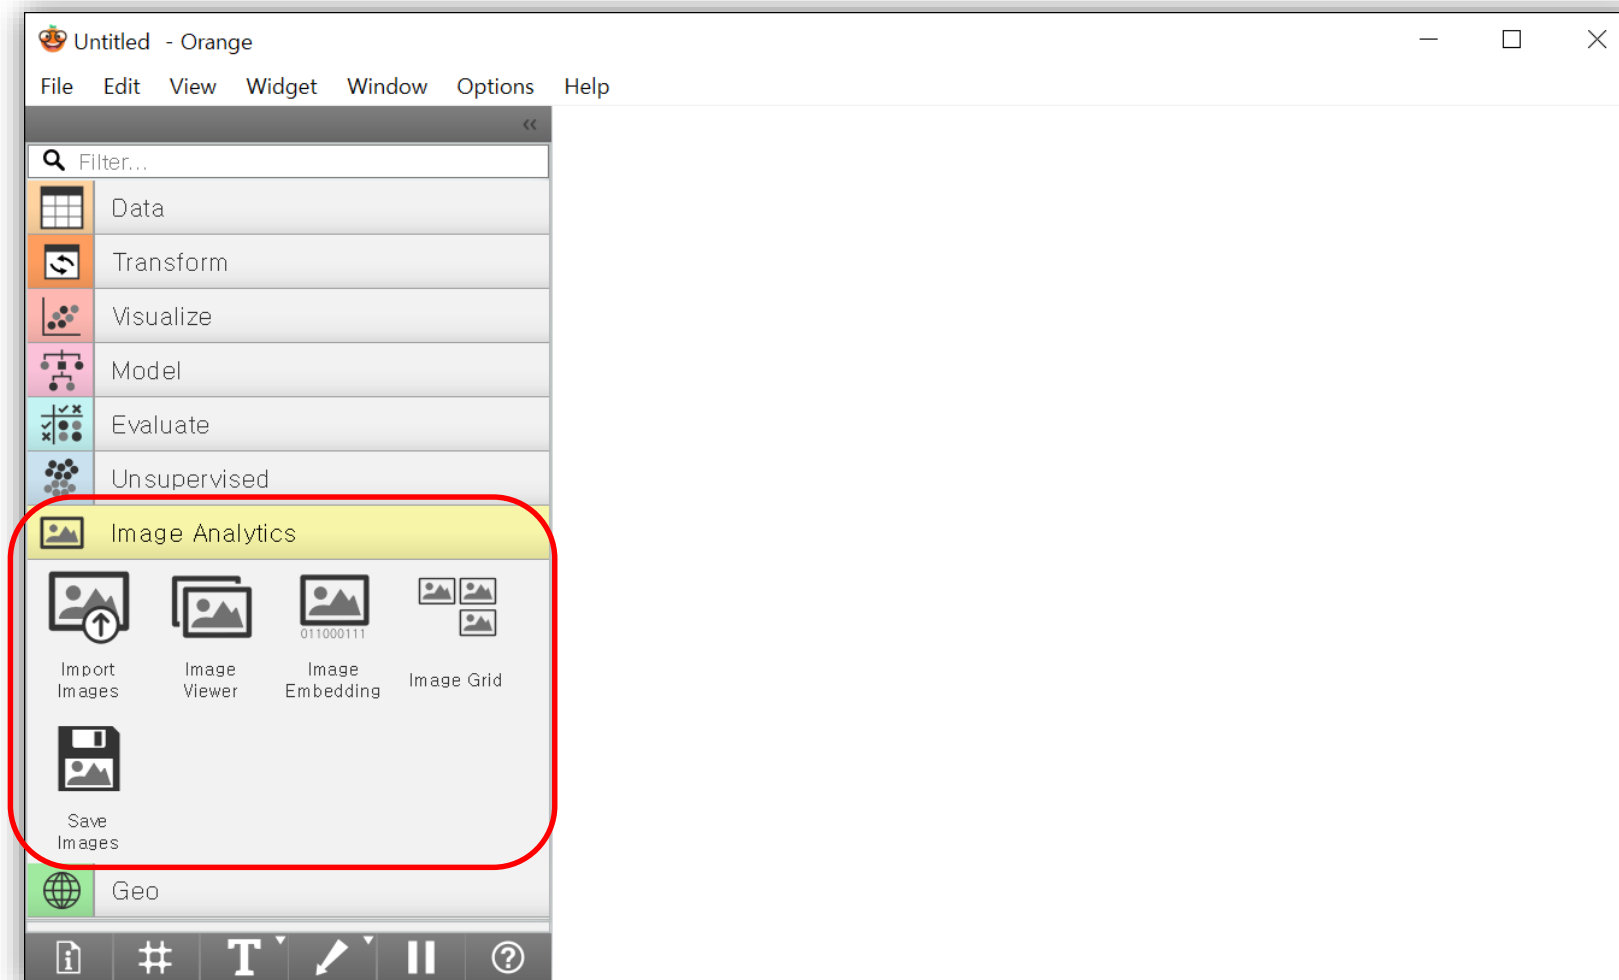 Untitled - Orange
File Edit View Widget Window Options Help
Filter...
Data
Transform
Visualize
Model
Evaluate
Unsupervised
Image Analytics
011000111
Import Images
Image Viewer
Image Embedding
Image Grid
Save Images
Geo